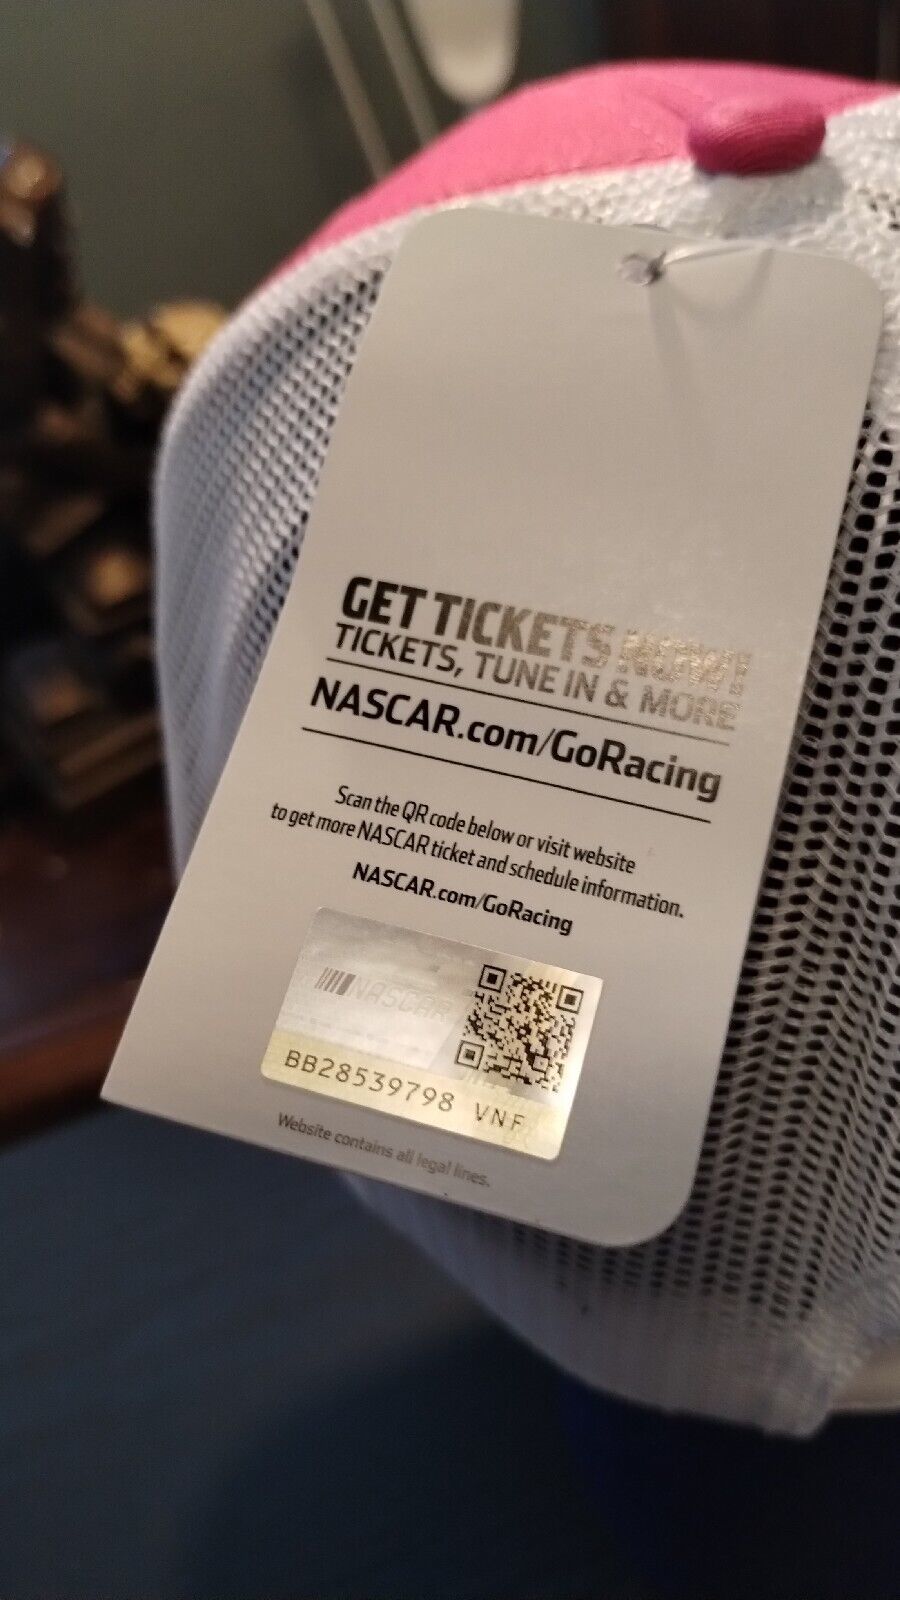 GET TICKETS NOW!
TICKETS, TUNE IN & MORE
NASCAR.com/GoRacing
Scan the QR code below or visit website
to get more NASCAR ticket and schedule information.
NASCAR.com/GoRacing
NASCAR
BB28539798 VNF
Website contains all legal lines.